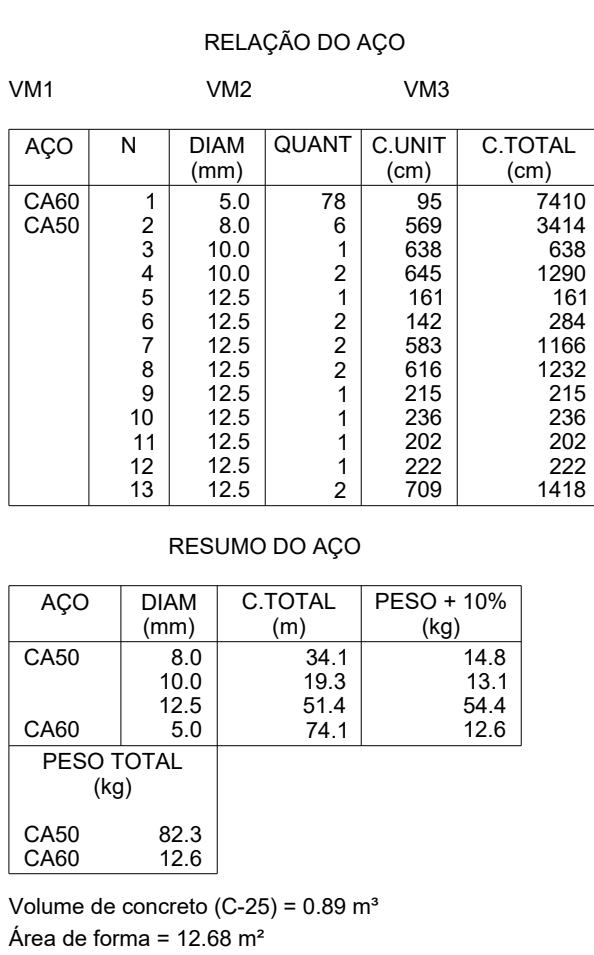 RELAÇÃO DO AÇO
VM1 VM2 VM3
AÇO N DIAM QUANT C.UNIT C.TOTAL
(mm) (cm) (cm)
CA60 1 5.0 78 95 7410
CA50 2 8.0 6 569 3414
3 10.0 1 638 638
4 10.0 2 645 1290
5 12.5 1 161 161
6 12.5 2 142 284
7 12.5 2 583 1166
8 12.5 2 616 1232
9 12.5 1 215 215
10 12.5 1 236 236
11 12.5 1 202 202
12 12.5 1 222 222
13 12.5 2 709 1418
RESUMO DO AÇO
AÇO DIAM C.TOTAL PESO + 10%
(mm) (m) (kg)
CA50 8.0 34.1 14.8
10.0 19.3 13.1
12.5 51.4 54.4
CA60 5.0 74.1 12.6
PESO TOTAL
(kg)
CA50 82.3
CA60 12.6
Volume de concreto (C-25) = 0.89 m³
Área de forma = 12.68 m²